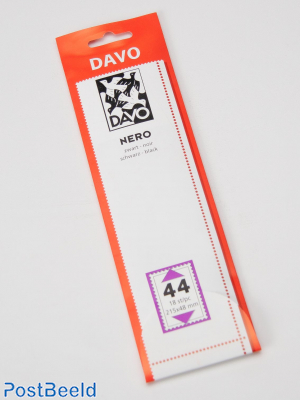 DAVO
DAVO
NERO
zwart - noir
schwarz - black
44
18 strips
215x48 mm
PostBeeld